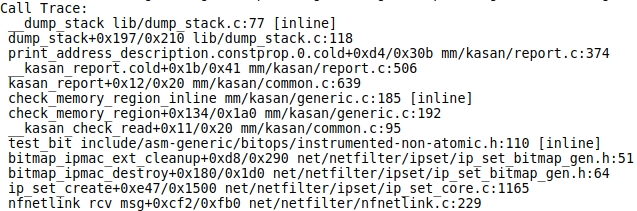 Call Trace:
__dump_stack lib/dump_stack.c:77 [inline]
dump_stack+0x197/0x210 lib/dump_stack.c:118
print_address_description.constprop.0.cold+0xd4/0x30b mm/kasan/report.c:374
__kasan_report.cold+0x1b/0x41 mm/kasan/report.c:506
kasan_report+0x12/0x20 mm/kasan/common.c:639
check_memory_region_inline mm/kasan/generic.c:185 [inline]
check_memory_region+0x134/0x1a0 mm/kasan/generic.c:192
__kasan_check_read+0x11/0x20 mm/kasan/common.c:95
test_bit include/asm-generic/bitops/instrumented-non-atomic.h:110 [inline]
bitmap_ipmac_ext_cleanup+0xd8/0x290 net/netfilter/ipset/ip_set_bitmap_gen.h:51
bitmap_ipmac_destroy+0x180/0x1d0 net/netfilter/ipset/ip_set_bitmap_gen.h:64
ip_set_create+0xe47/0x1500 net/netfilter/ipset/ip_set_core.c:1165
nfnetlink_rcv_msg+0xcf2/0xfb0 net/netfilter/nfnetlink.c:229